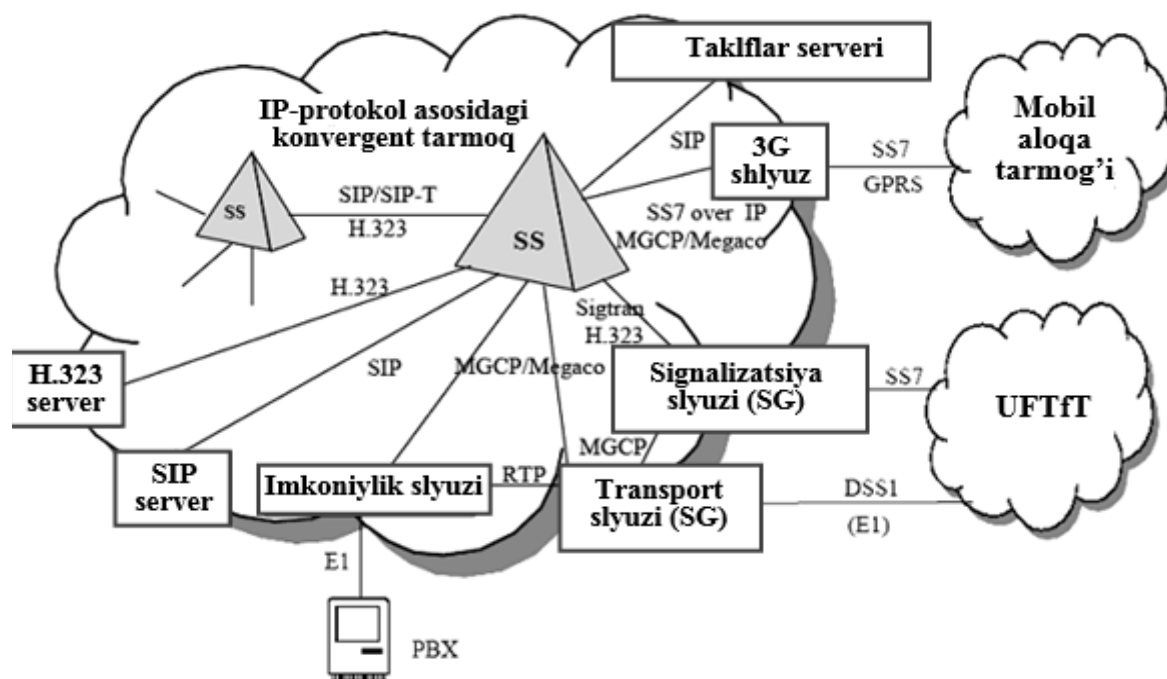 Taklflar serveri
IP-protokol asosidagi
konvergent tarmoq
Mobil
aloqa
tarmog'i
SIP
3G
shlyuz
SS7
GPRS
SIP/SIP-T
H.323
SS
SS
SS7 over IP
MGCP/Megaco
H.323
Sigtran
H.323
H.323
server
SIP
MGCP/Megaco
Signalizatsiya
slyuzi (SG)
SS7
UFTfT
MGCP
SIP
server
Imkoniylik slyuzi
RTP
Transport
slyuzi (SG)
DSS1
(E1)
E1
PBX